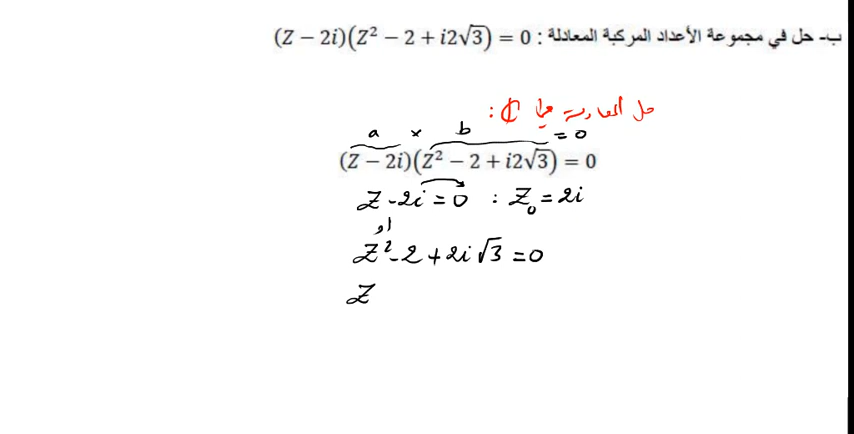 ب- حل في مجموعة الأعداد المركبة المعادلة : (Z − 2i)(Z² − 2 + i2√3) = 0
حل المعادلة في ℂ :
a × b = 0
(Z − 2i)(Z² − 2 + i2√3) = 0
Z - 2i = 0 : Z₀ = 2i
او
Z² - 2 + 2i√3 = 0
Z